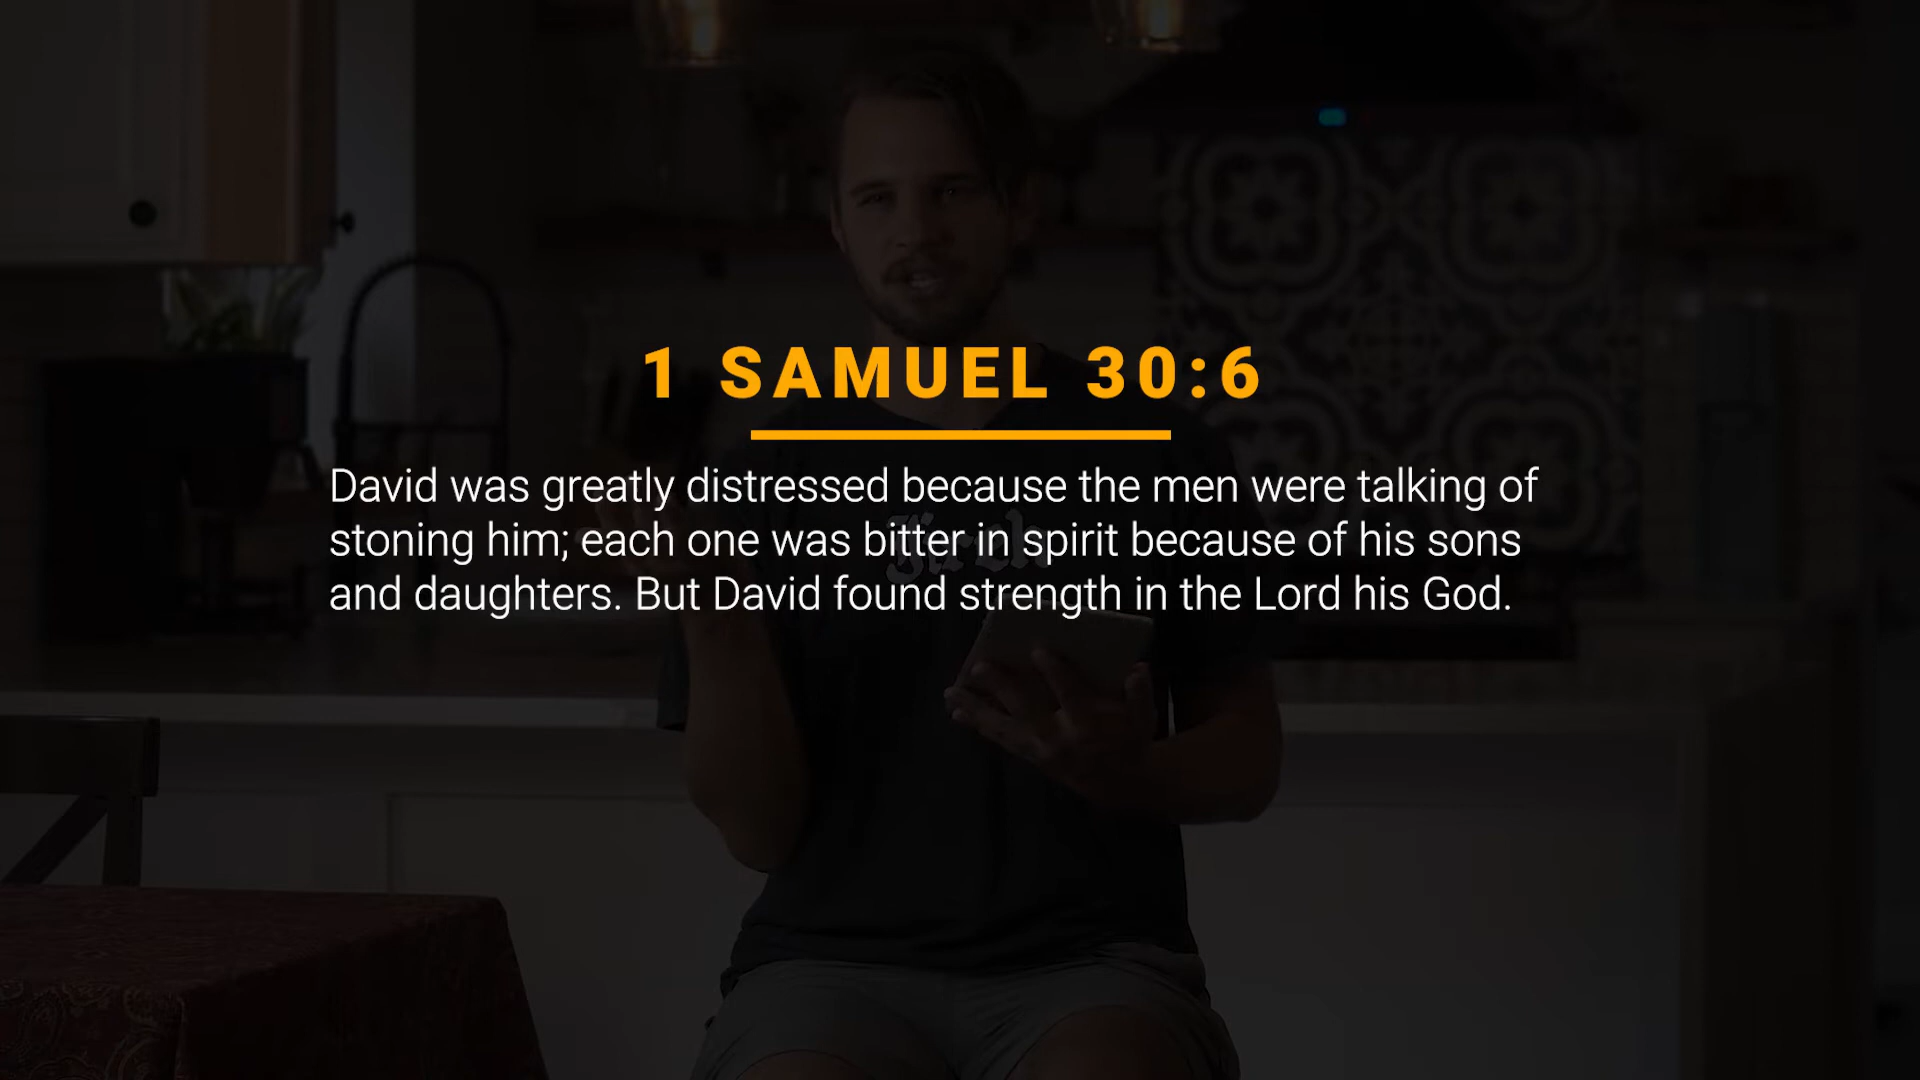 1 SAMUEL 30:6
David was greatly distressed because the men were talking of
stoning him; each one was bitter in spirit because of his sons
and daughters. But David found strength in the Lord his God.